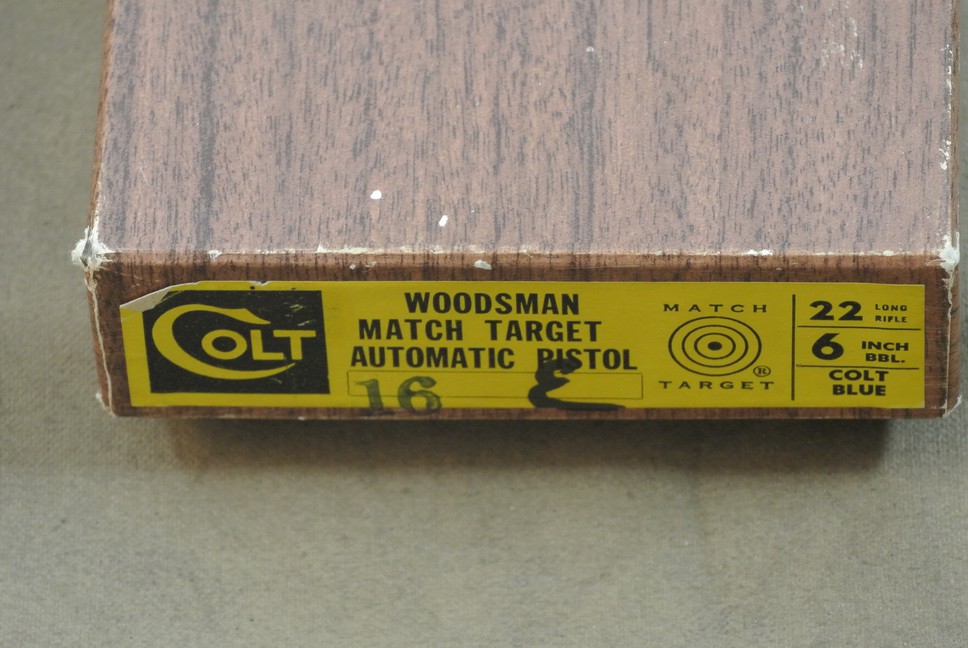 COLT
WOODSMAN
MATCH TARGET
AUTOMATIC PISTOL
16
MATCH
®
TARGET
22 LONG RIFLE
6 INCH BBL.
COLT
BLUE